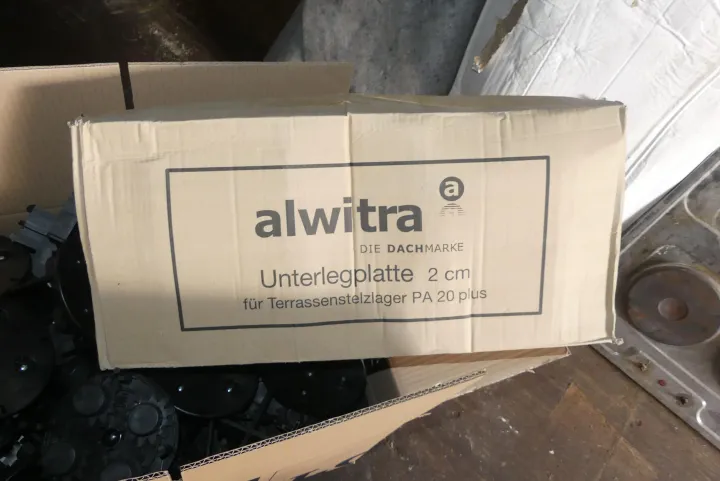 alwitra a
DIE DACHMARKE
Unterlegplatte 2 cm
für Terrassenstelzlager PA 20 plus